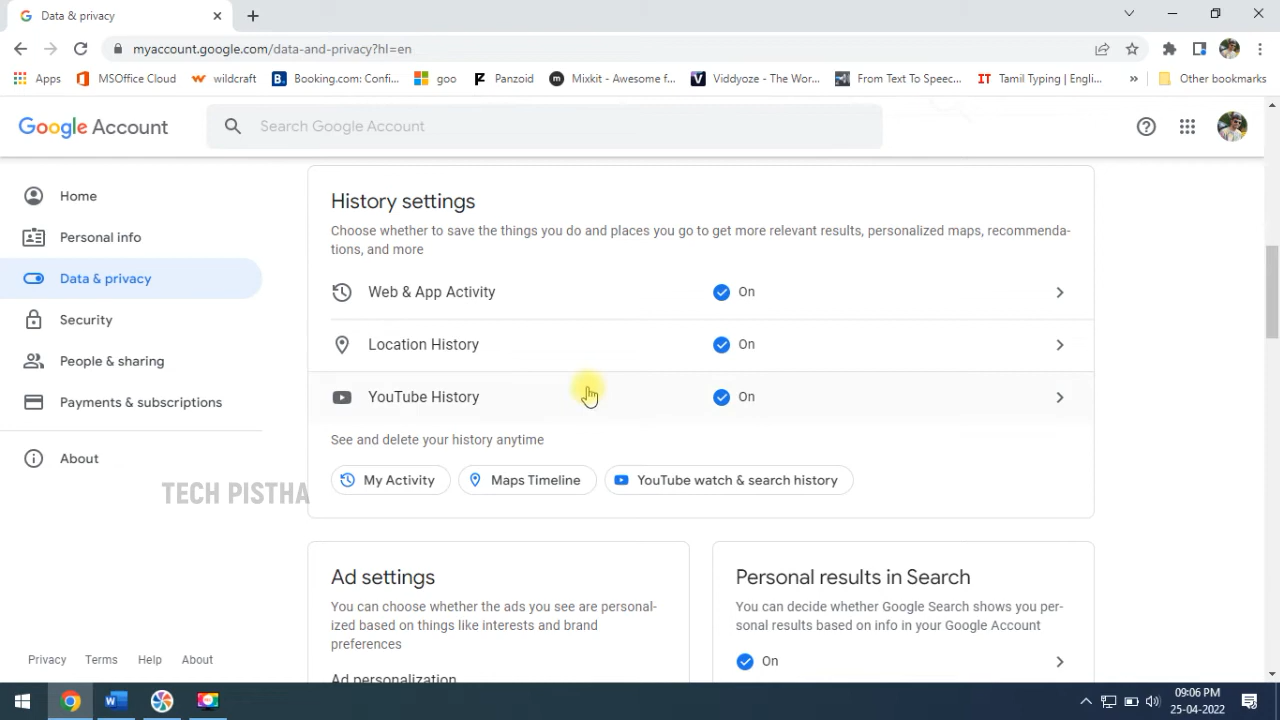 Data & privacy
myaccount.google.com/data-and-privacy?hl=en
Apps
MSOffice Cloud
wildcraft
Booking.com: Confi...
goo
Panzoid
Mixkit - Awesome f...
Viddyoze - The Wor...
From Text To Speec...
Tamil Typing | Engli...
»
Other bookmarks
Google Account
Search Google Account
Home
Personal info
Data & privacy
Security
People & sharing
Payments & subscriptions
About
History settings
Choose whether to save the things you do and places you go to get more relevant results, personalized maps, recommenda-
tions, and more
Web & App Activity
On
Location History
On
YouTube History
On
See and delete your history anytime
My Activity
Maps Timeline
YouTube watch & search history
TECH PISTHA
Ad settings
You can choose whether the ads you see are personal-
ized based on things like interests and brand
preferences
Ad personalization
Personal results in Search
You can decide whether Google Search shows you per-
sonal results based on info in your Google Account
On
Privacy Terms Help About
09:06 PM
25-04-2022